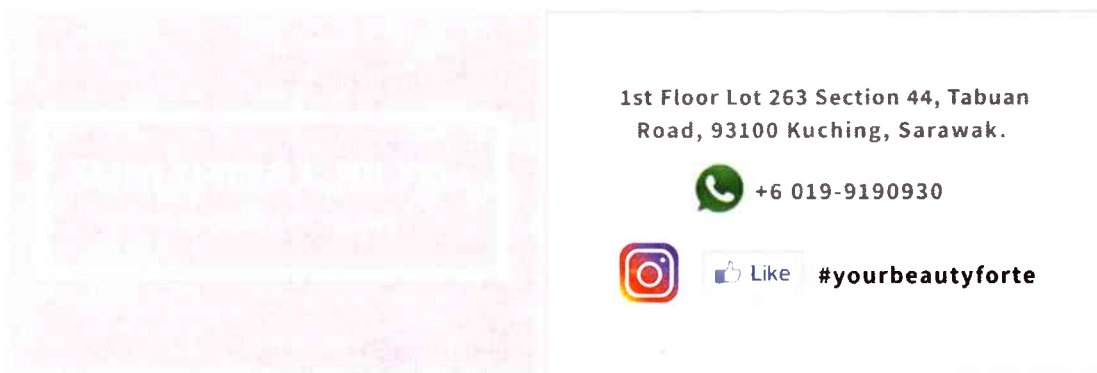 1st Floor Lot 263 Section 44, Tabuan
Road, 93100 Kuching, Sarawak.
+6 019-9190930
Like #yourbeautyforte